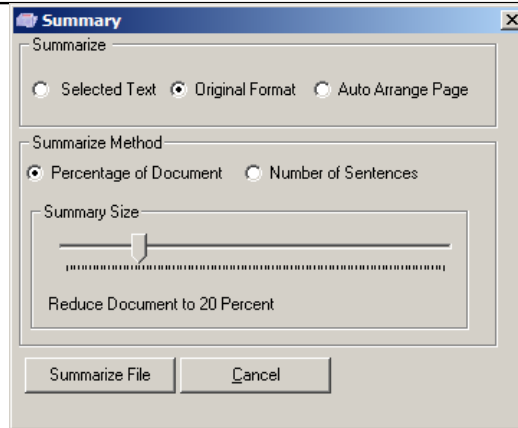 Summary
Summarize
Selected Text Original Format Auto Arrange Page
Summarize Method
Percentage of Document Number of Sentences
Summary Size
Reduce Document to 20 Percent
Summarize File Cancel